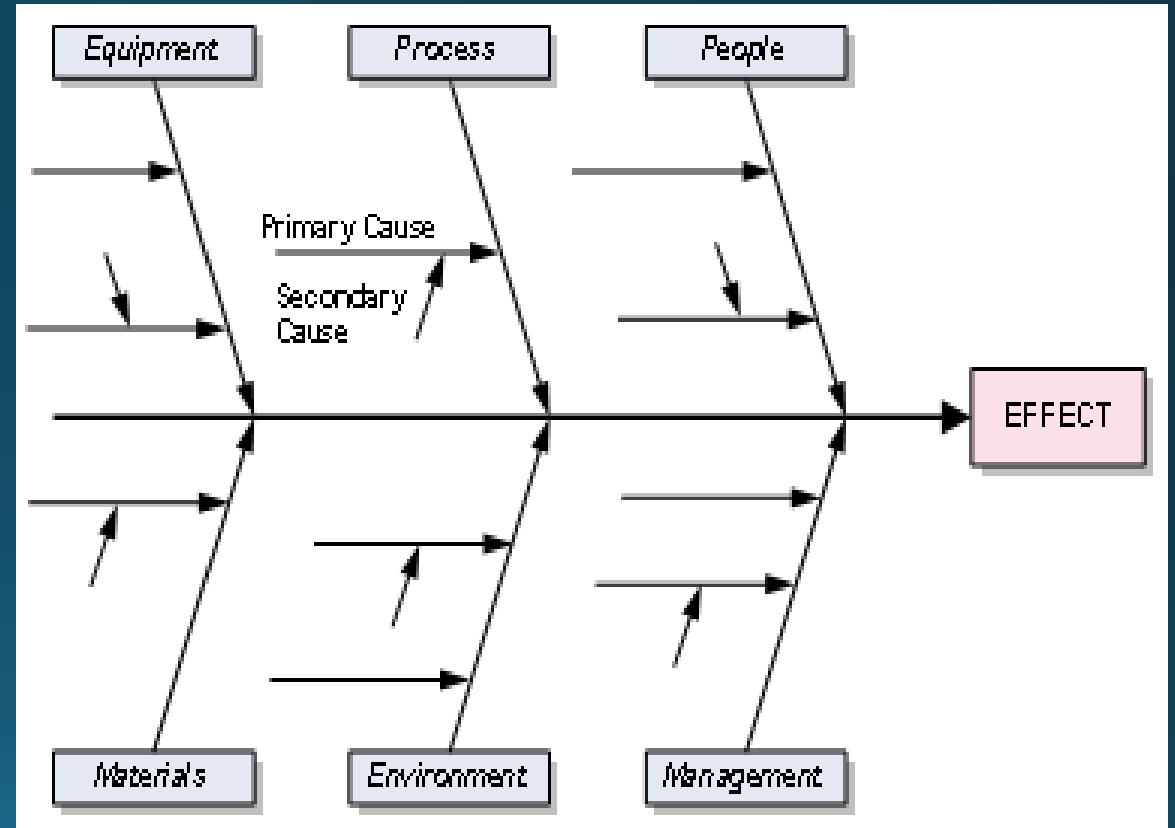 Equipment
Process
People
Primary Cause
Secondary
Cause
EFFECT
Materials
Environment
Management